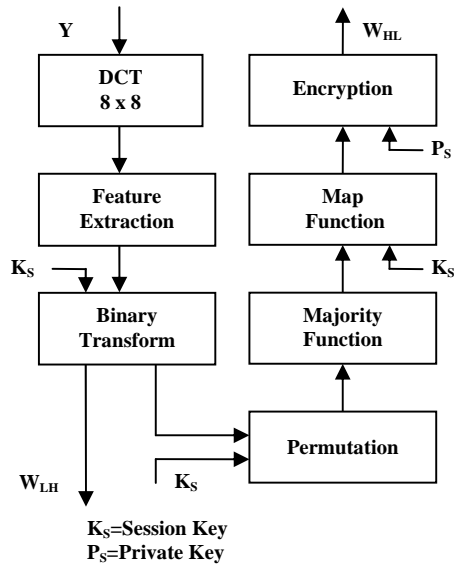 Y
DCT
8 x 8
Feature
Extraction
K_S
Binary
Transform
W_LH
W_HL
Encryption
P_S
Map
Function
K_S
Majority
Function
Permutation
K_S
K_S=Session Key
P_S=Private Key